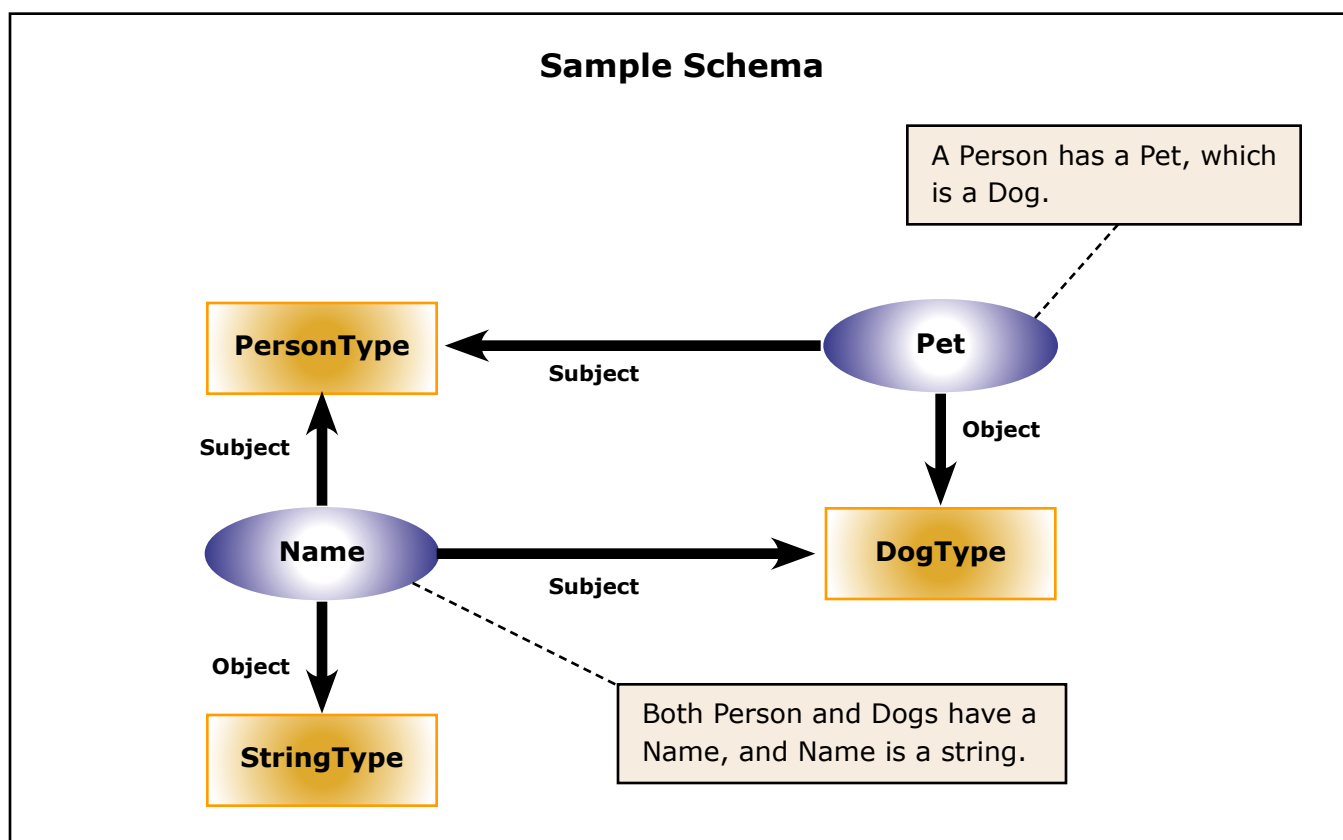 Sample Schema
A Person has a Pet, which
is a Dog.
PersonType
Pet
Subject
Subject
Object
Name
DogType
Subject
Object
Both Person and Dogs have a
Name, and Name is a string.
StringType